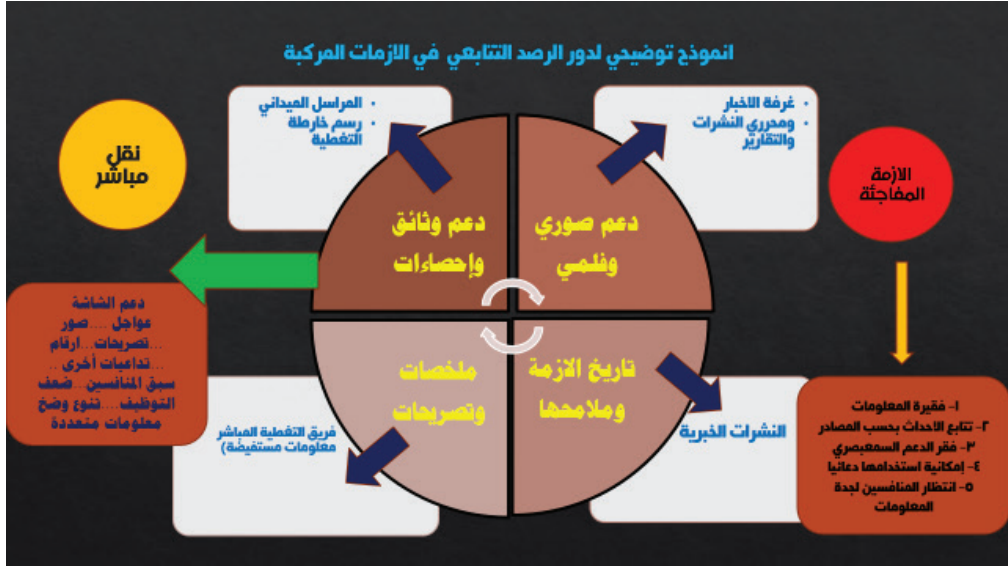 انموذج توضيحي لدور الرصد التتابعي في الازمات المركبة
• غرفة الاخبار
• ومحرري النشرات
والتقارير
• المراسل الميداني
• رسم خارطة
التغطية
الازمة
المفاجئة
نقل
مباشر
دعم صوري
وفلمي
دعم وثائق
وإحصاءات
تاريخ الازمة
وملامحها
ملخصات
وتصريحات
دعم الشاشة
عواجل ....صور
...تصريحات...ارقام
...تداعيات أخرى ..
سبق المنافسين...ضعف
التوظيف....تنوع وضخ
معلومات متعددة
النشرات الخبرية
فريق التغطية المباشر
معلومات مستفيضة)
١- فقيرة المعلومات
٢- تتابع الاحداث بحسب المصادر
٣- فقر الدعم السمعبصري
٤- إمكانية استخدامها دعائيا
٥- انتظار المنافسين لجدة
المعلومات